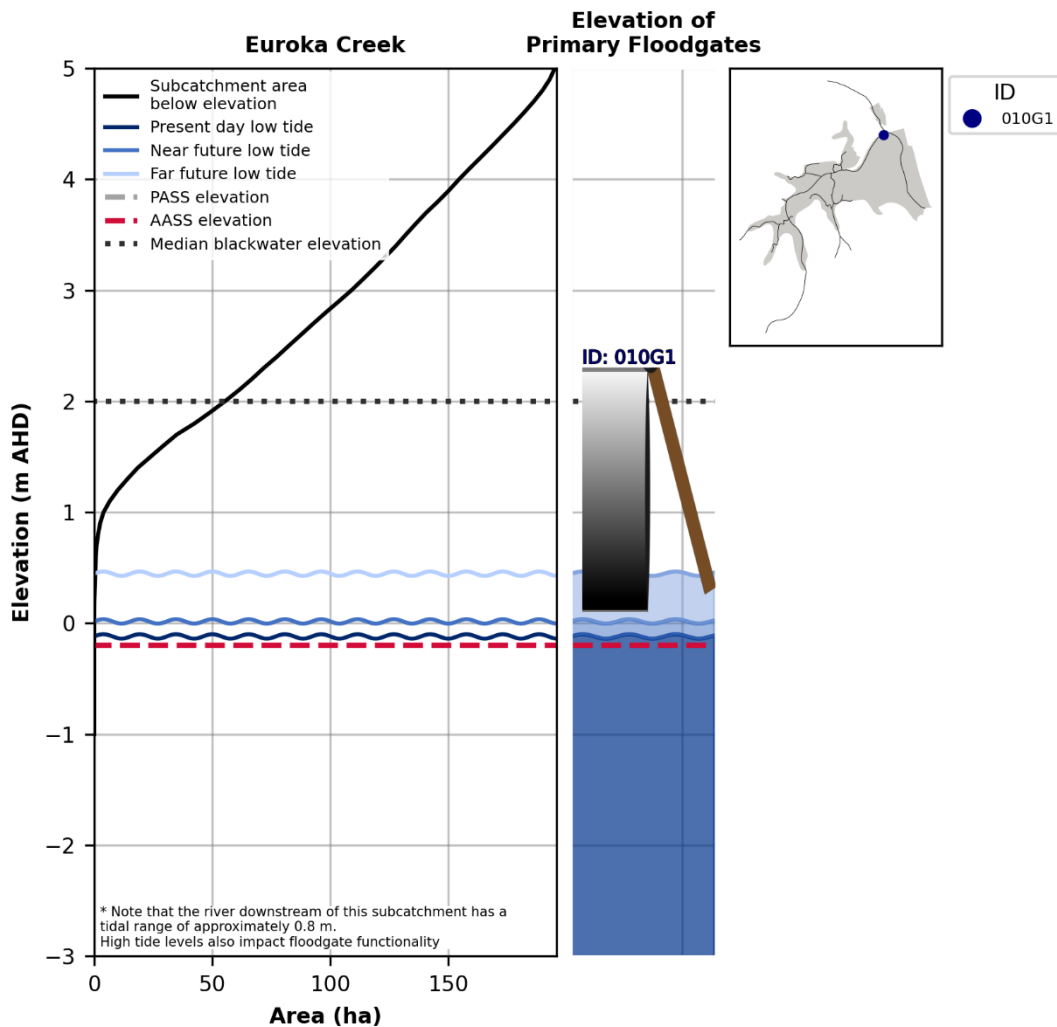 Euroka Creek
Elevation of
Primary Floodgates
5
4
3
2
1
0
−1
−2
−3
Elevation (m AHD)
Subcatchment area
below elevation
Present day low tide
Near future low tide
Far future low tide
PASS elevation
AASS elevation
Median blackwater elevation
ID: 010G1
ID
010G1
* Note that the river downstream of this subcatchment has a
tidal range of approximately 0.8 m.
High tide levels also impact floodgate functionality
0
50
100
150
Area (ha)